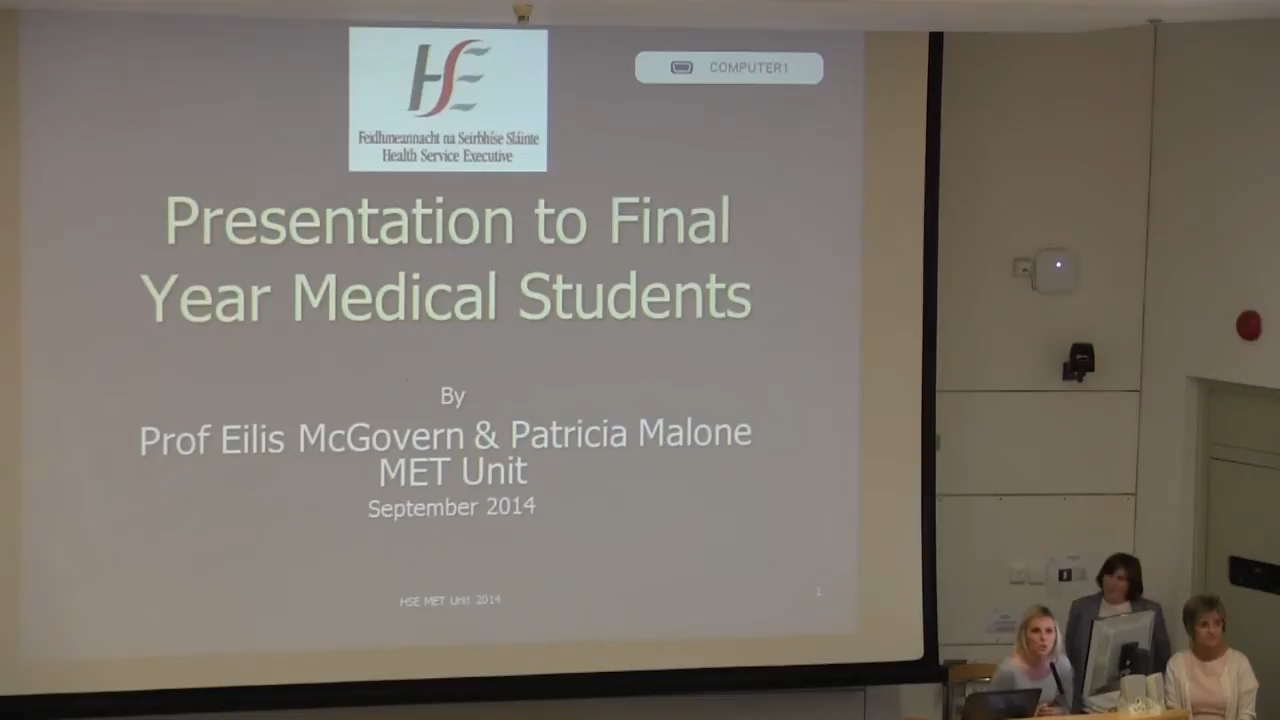 HSE
COMPUTER1
Feidhmeannacht na Seirbhíse Sláinte
Health Service Executive
Presentation to Final
Year Medical Students
By
Prof Eilis McGovern & Patricia Malone
MET Unit
September 2014
HSE MET Unit 2014
1